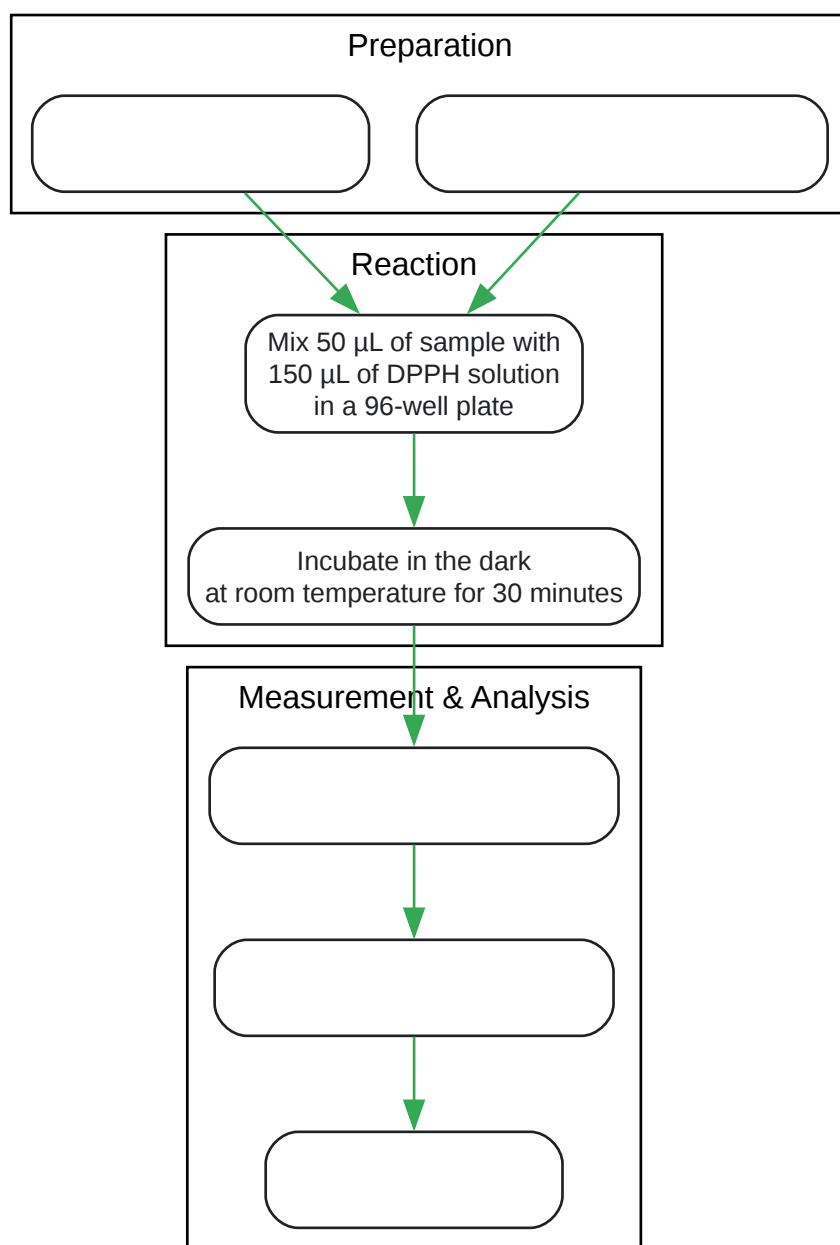 Preparation
Reaction
Mix 50 µL of sample with
150 µL of DPPH solution
in a 96-well plate
Incubate in the dark
at room temperature for 30 minutes
Measurement & Analysis